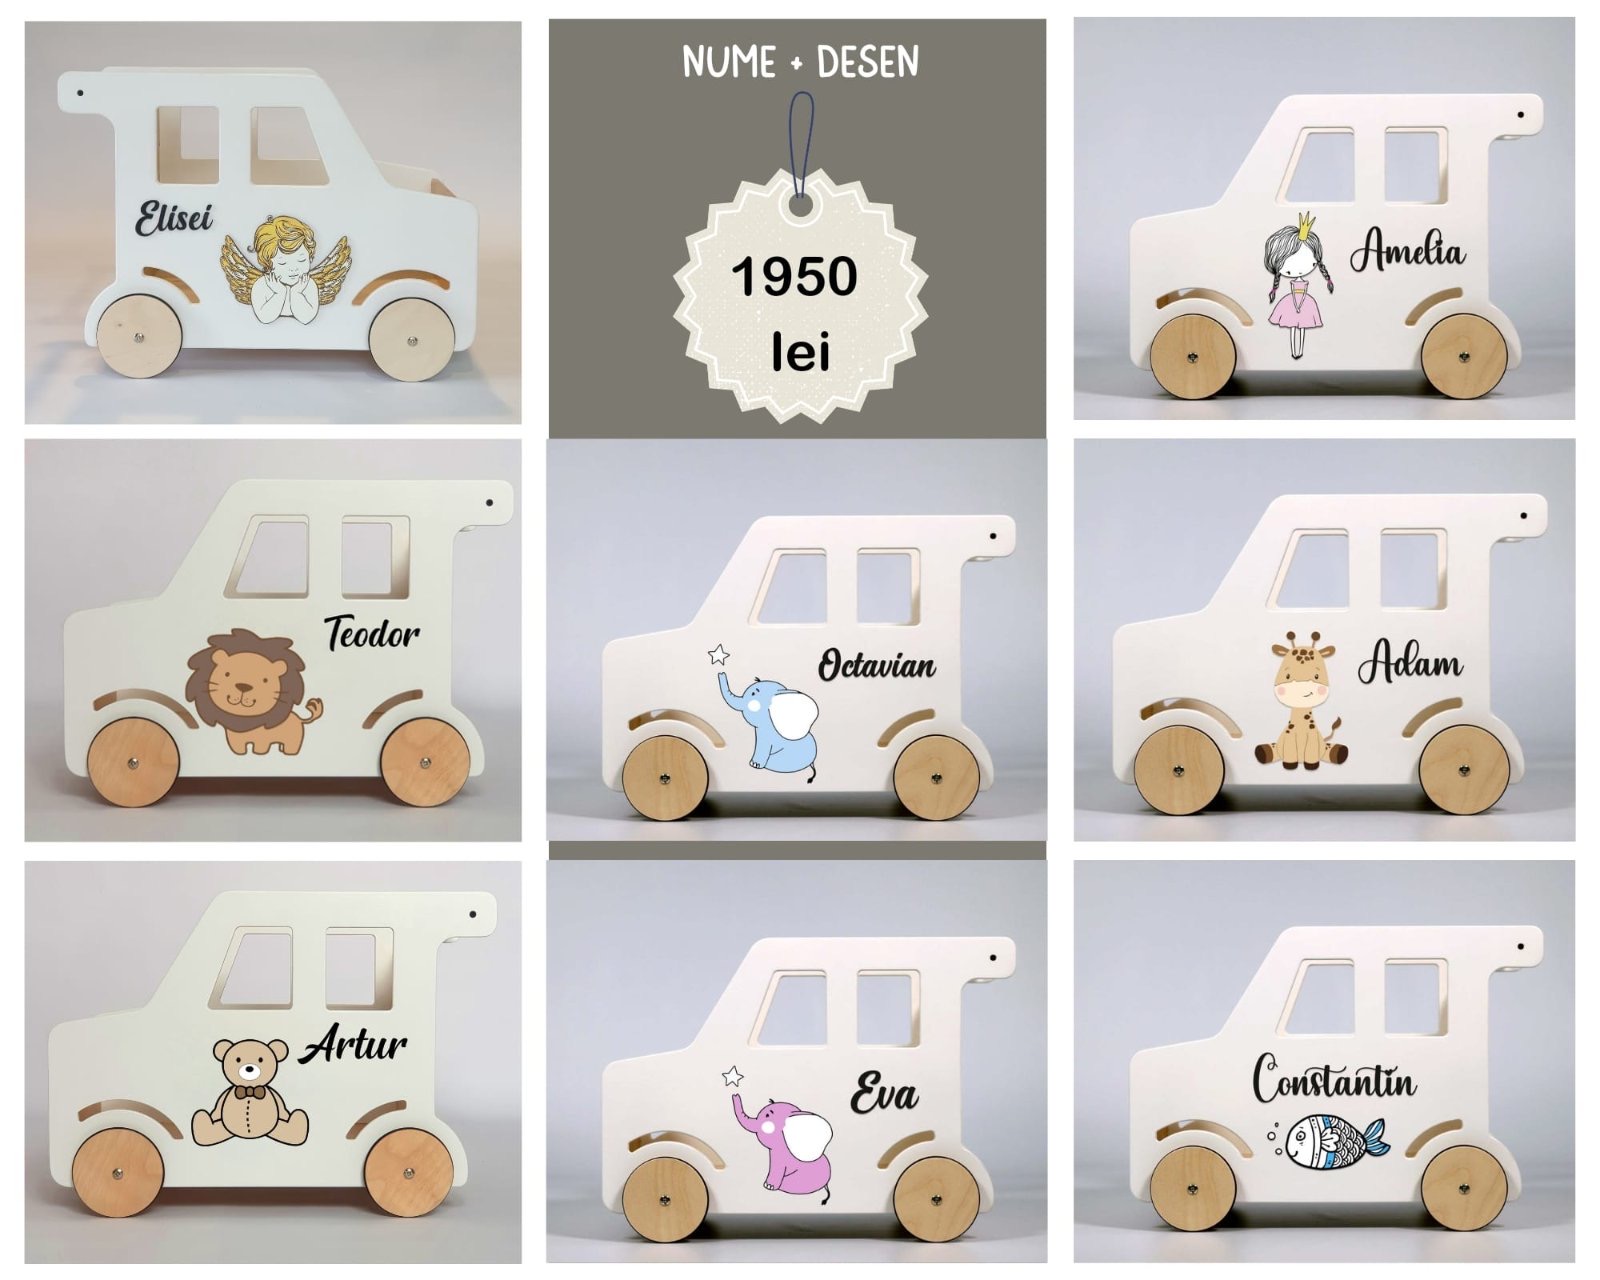 Elisei
NUME + DESEN
1950
lei
Amelia
Teodor
Octavian
Adam
Artur
Eva
Constantin